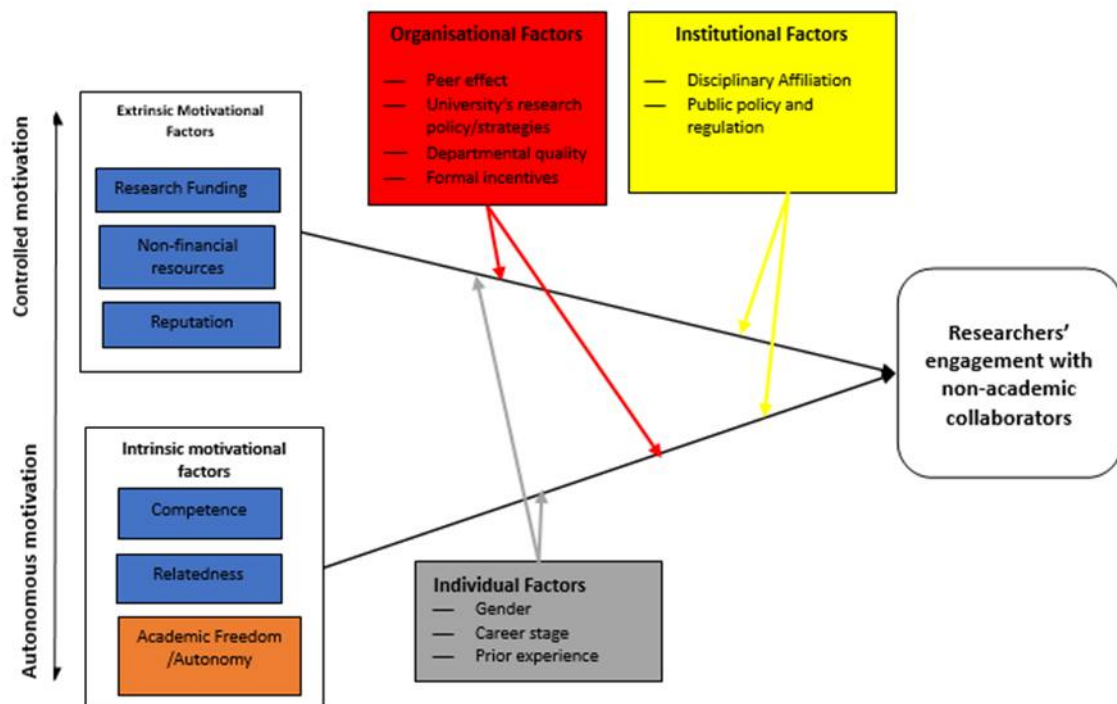 Organisational Factors
— Peer effect
— University's research
policy/strategies
— Departmental quality
— Formal incentives
Institutional Factors
— Disciplinary Affiliation
— Public policy and
regulation
Controlled motivation
Extrinsic Motivational
Factors
Research Funding
Non-financial
resources
Reputation
Researchers'
engagement with
non-academic
collaborators
Autonomous motivation
Intrinsic motivational
factors
Competence
Relatedness
Academic Freedom
/Autonomy
Individual Factors
— Gender
— Career stage
— Prior experience